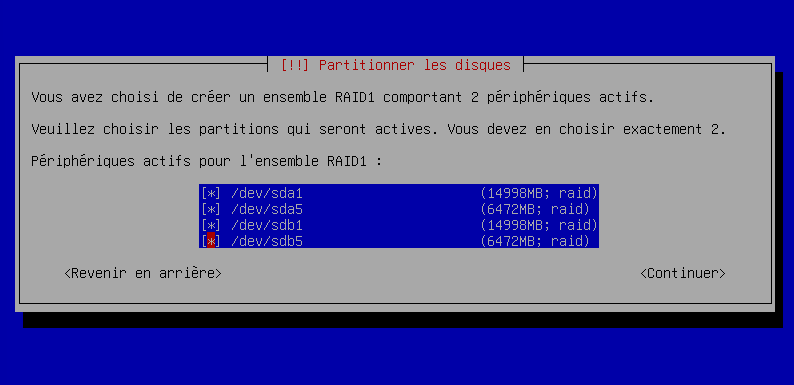 [!!] Partitionner les disques
Vous avez choisi de créer un ensemble RAID1 comportant 2 périphériques actifs.
Veuillez choisir les partitions qui seront actives. Vous devez en choisir exactement 2.
Périphériques actifs pour l'ensemble RAID1 :
[*] /dev/sda1 (14998MB; raid)
[*] /dev/sda5 (6472MB; raid)
[*] /dev/sdb1 (14998MB; raid)
[*] /dev/sdb5 (6472MB; raid)
<Revenir en arrière> <Continuer>